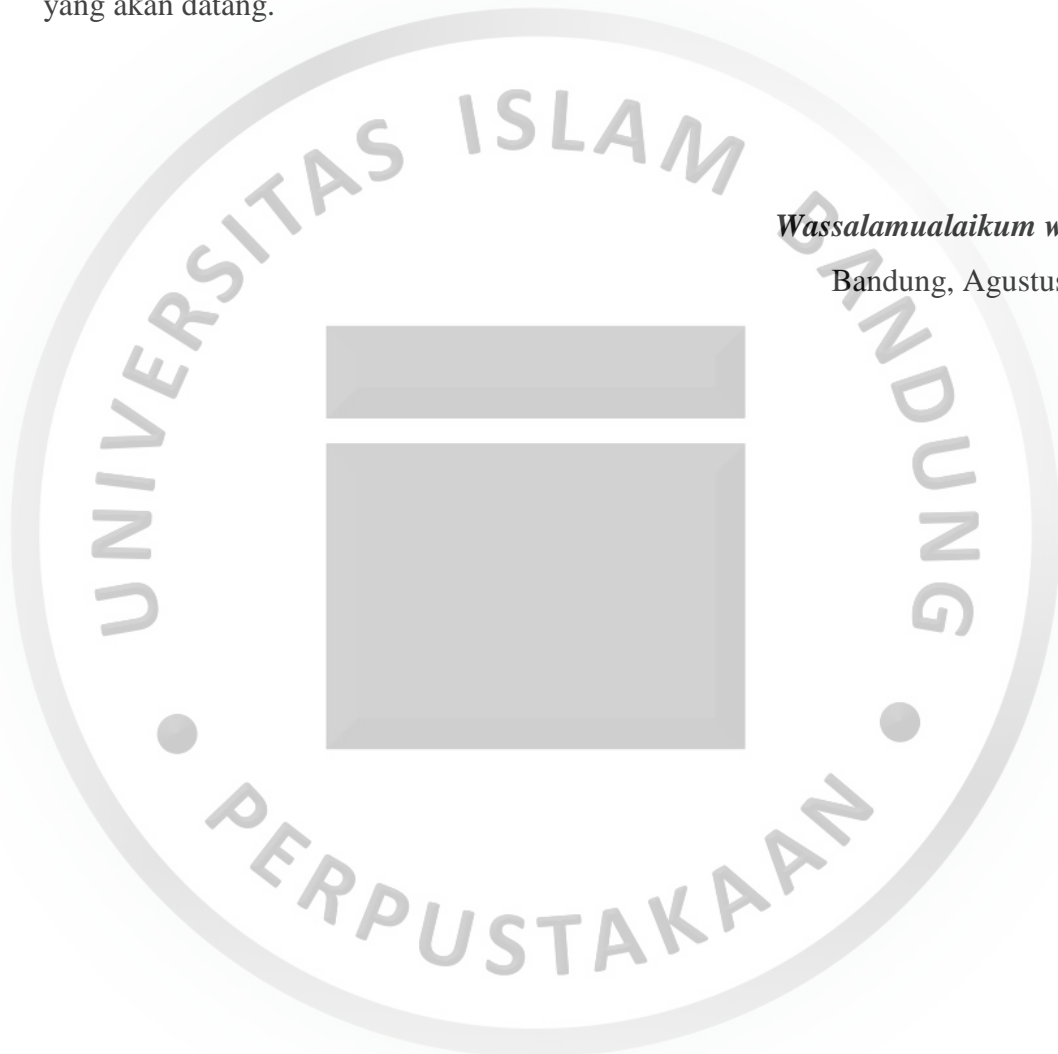 yang akan datang.
UNIVERSITAS ISLAM BANDUNG
Wassalamualaikum
Bandung, Agustus
PERPUSTAKAAN